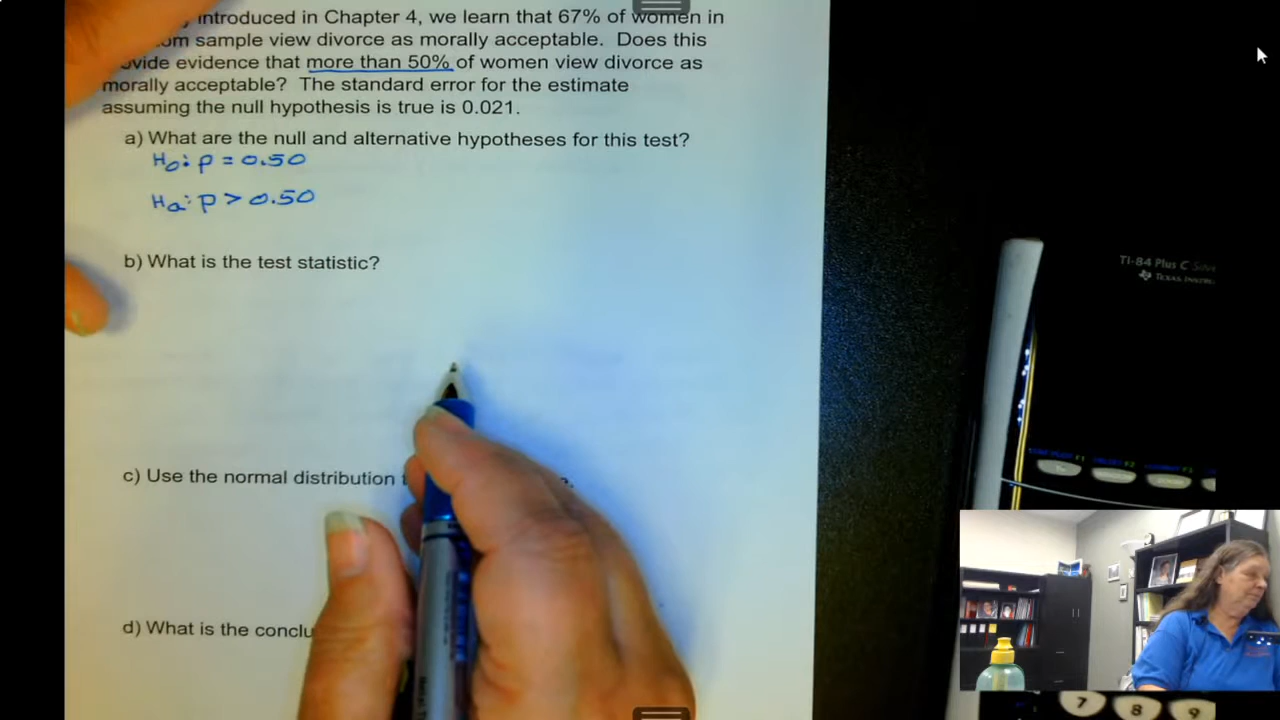 introduced in Chapter 4, we learn that 67% of women in
sample view divorce as morally acceptable. Does this
evidence that more than 50% of women view divorce as
morally acceptable? The standard error for the estimate
assuming the null hypothesis is true is 0.021.
a) What are the null and alternative hypotheses for this test?
H₀: p = 0.50
Hₐ: p > 0.50
b) What is the test statistic?
c) Use the normal distribution
d) What is the
TI-84 Plus C
TEXAS
7 8 9